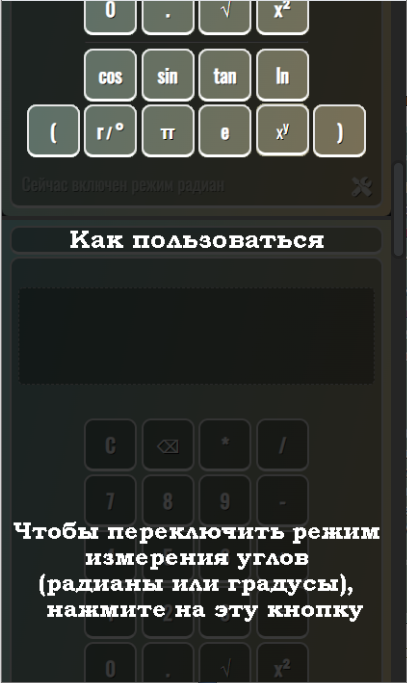 0 . √ x²
cos sin tan ln
( r/° π e xʸ )
Сейчас включен режим радиан
Как пользоваться
C ⌫ * /
7 8 9 -
Чтобы переключить режим
измерения углов
(радианы или градусы),
нажмите на эту кнопку
0 . √ x²